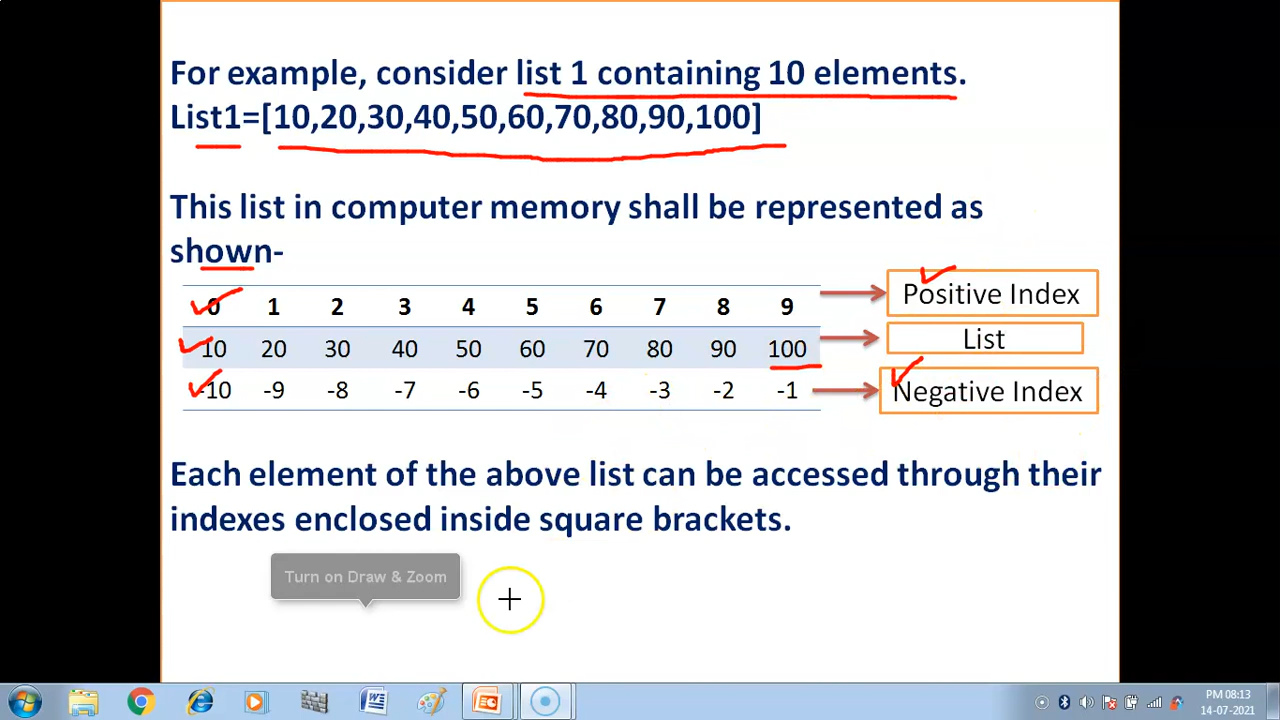 For example, consider list 1 containing 10 elements.
List1=[10,20,30,40,50,60,70,80,90,100]
This list in computer memory shall be represented as
shown-
0 1 2 3 4 5 6 7 8 9 Positive Index
10 20 30 40 50 60 70 80 90 100 List
-10 -9 -8 -7 -6 -5 -4 -3 -2 -1 Negative Index
Each element of the above list can be accessed through their
indexes enclosed inside square brackets.
Turn on Draw & Zoom
PM 08:13
14-07-2021